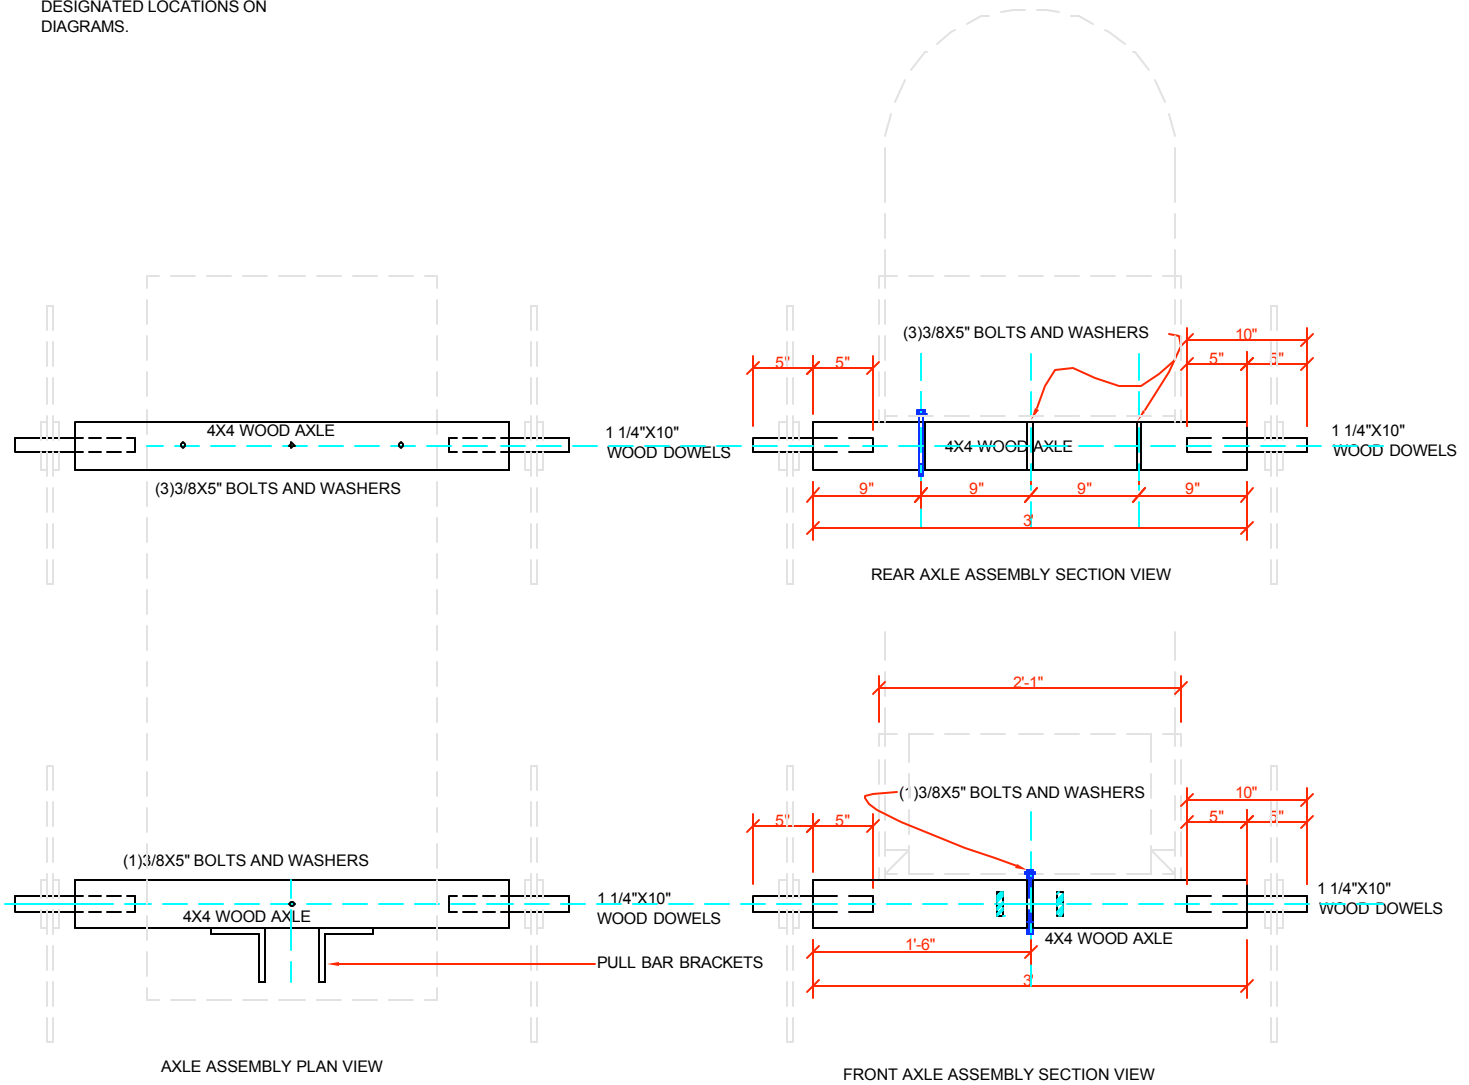 DESIGNATED LOCATIONS ON
DIAGRAMS.
4X4 WOOD AXLE
1 1/4"X10"
WOOD DOWELS
(3)3/8X5" BOLTS AND WASHERS
(1)3/8X5" BOLTS AND WASHERS
4X4 WOOD AXLE
1 1/4"X10"
WOOD DOWELS
PULL BAR BRACKETS
AXLE ASSEMBLY PLAN VIEW
(3)3/8X5" BOLTS AND WASHERS
10"
5"
5"
5"
5"
4X4 WOOD AXLE
1 1/4"X10"
WOOD DOWELS
9"
9"
9"
9"
3'
REAR AXLE ASSEMBLY SECTION VIEW
2'-1"
(1)3/8X5" BOLTS AND WASHERS
10"
5"
5"
5"
5"
1 1/4"X10"
WOOD DOWELS
4X4 WOOD AXLE
1'-6"
3'
FRONT AXLE ASSEMBLY SECTION VIEW